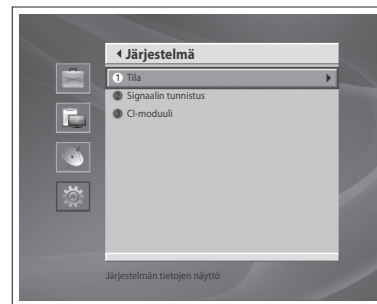 Järjestelmä
1 Tila
2 Signaalin tunnistus
3 CI-moduuli
Järjestelmän tietojen näyttö